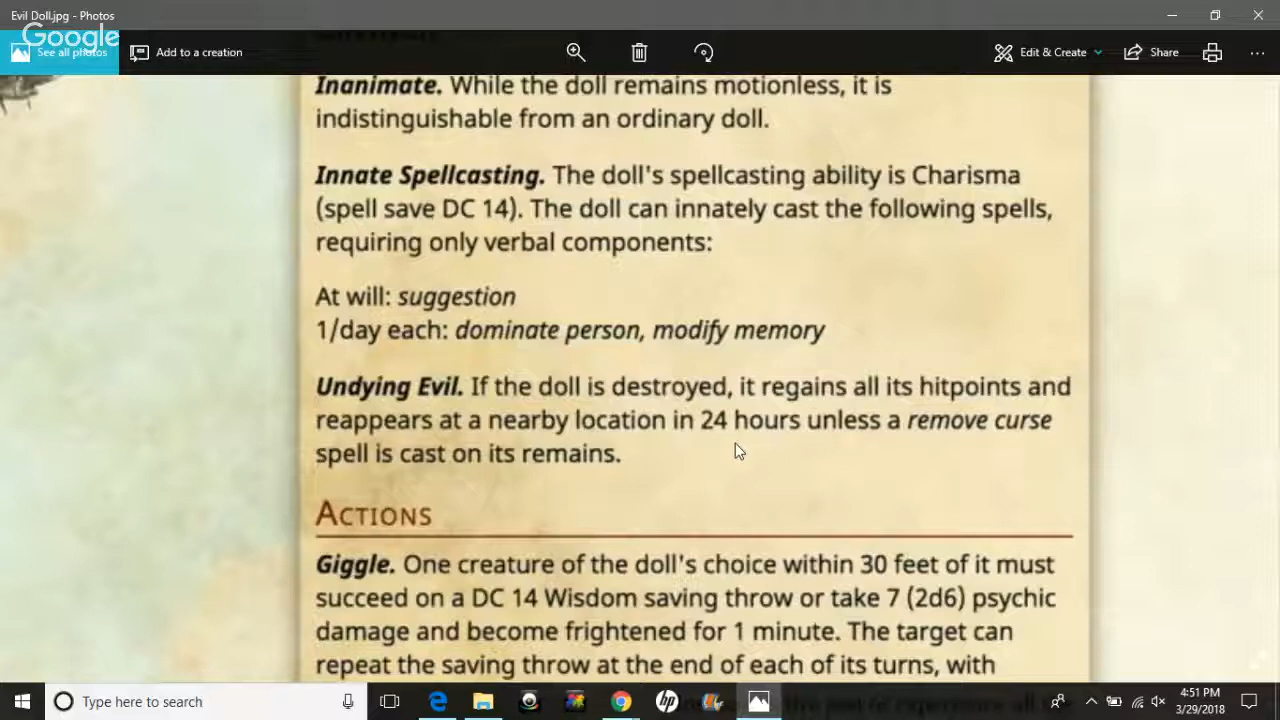 Evil Doll.jpg - Photos
Google
See all photos
Add to a creation
Edit & Create
Share
Inanimate. While the doll remains motionless, it is
indistinguishable from an ordinary doll.
Innate Spellcasting. The doll's spellcasting ability is Charisma
(spell save DC 14). The doll can innately cast the following spells,
requiring only verbal components:
At will: suggestion
1/day each: dominate person, modify memory
Undying Evil. If the doll is destroyed, it regains all its hitpoints and
reappears at a nearby location in 24 hours unless a remove curse
spell is cast on its remains.
ACTIONS
Giggle. One creature of the doll's choice within 30 feet of it must
succeed on a DC 14 Wisdom saving throw or take 7 (2d6) psychic
damage and become frightened for 1 minute. The target can
repeat the saving throw at the end of each of its turns, with
Type here to search
hp
4:51 PM
3/29/2018